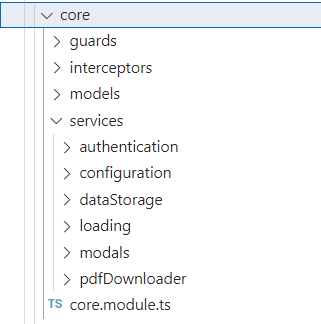 core
guards
interceptors
models
services
authentication
configuration
dataStorage
loading
modals
pdfDownloader
TS core.module.ts